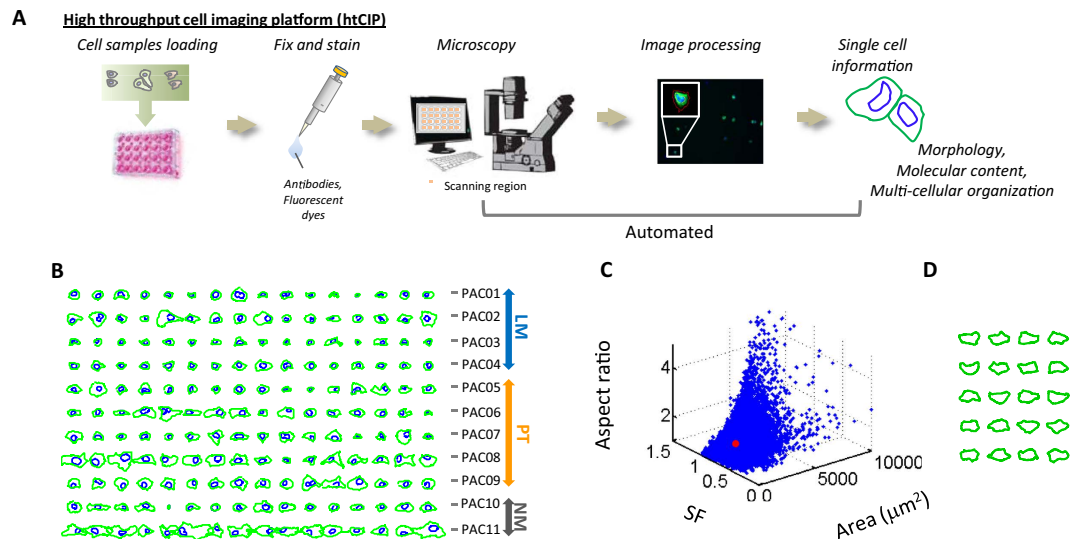 A
High throughput cell imaging platform (htCIP)
Cell samples loading
Fix and stain
Microscopy
Image processing
Single cell
information
Antibodies,
Fluorescent
dyes
Scanning region
Morphology,
Molecular content,
Multi-cellular organization
Automated
B
PAC01
PAC02
PAC03
PAC04
PAC05
PAC06
PAC07
PAC08
PAC09
PAC10
PAC11
LM
PT
NM
C
Aspect ratio
4
2
1.5
1
0.5
0
0
5000
10000
SF
Area (μm²)
D